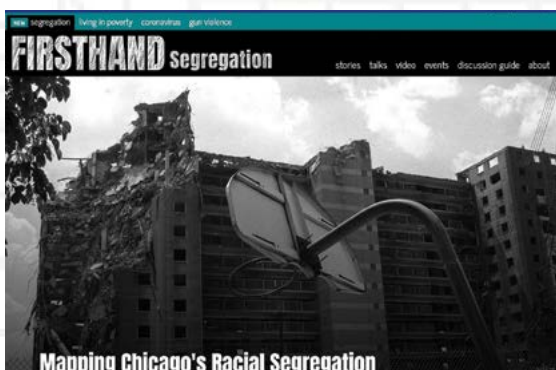 NEW segregation living in poverty coronavirus gun violence
FIRSTHAND Segregation
stories talks video events discussion guide about
Mapping Chicago's Racial Segregation